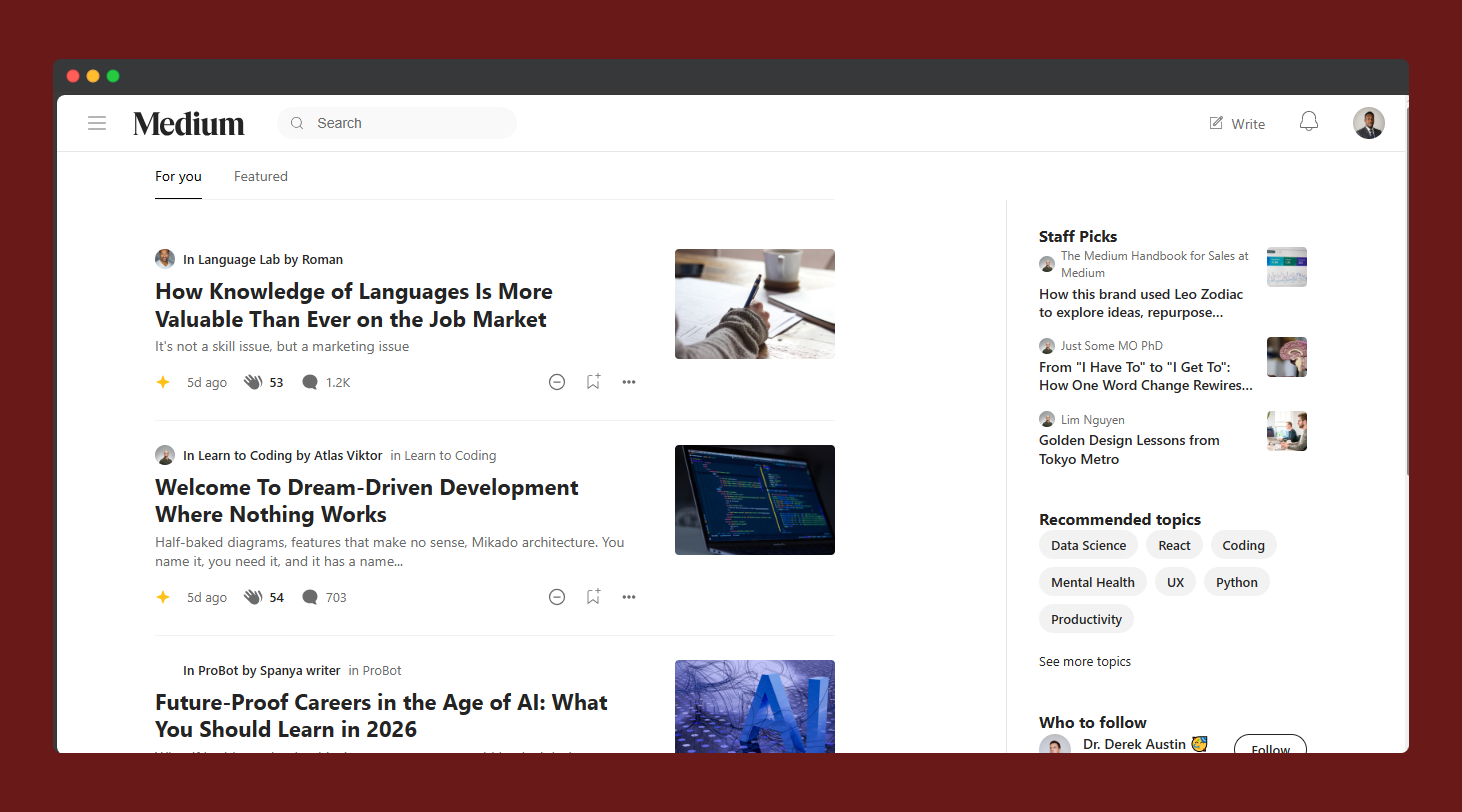 Medium
Search
Write
For you
Featured
In Language Lab by Roman
How Knowledge of Languages Is More
Valuable Than Ever on the Job Market
It's not a skill issue, but a marketing issue
5d ago
53
1.2K
In Learn to Coding by Atlas Viktor in Learn to Coding
Welcome To Dream-Driven Development
Where Nothing Works
Half-baked diagrams, features that make no sense, Mikado architecture. You
name it, you need it, and it has a name...
5d ago
54
703
In ProBot by Spanya writer in ProBot
Future-Proof Careers in the Age of AI: What
You Should Learn in 2026
AI
Staff Picks
The Medium Handbook for Sales at
Medium
How this brand used Leo Zodiac
to explore ideas, repurpose...
Just Some MO PhD
From "I Have To" to "I Get To":
How One Word Change Rewires...
Lim Nguyen
Golden Design Lessons from
Tokyo Metro
Recommended topics
Data Science
React
Coding
Mental Health
UX
Python
Productivity
See more topics
Who to follow
Dr. Derek Austin 🥳
Follow